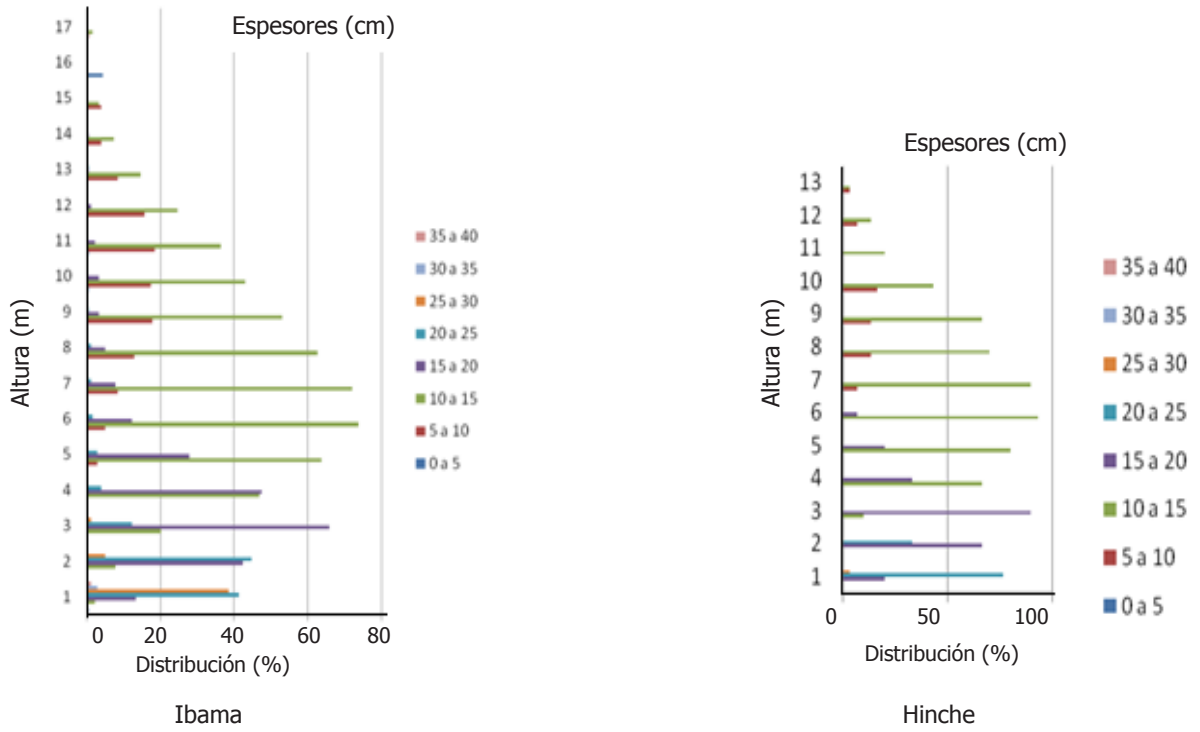 Espesores (cm)
17
16
15
14
13
12
11
10
9
8
7
6
5
4
3
2
1
Altura (m)
0 20 40 60 80
Distribución (%)
35 a 40
30 a 35
25 a 30
20 a 25
15 a 20
10 a 15
5 a 10
0 a 5
Ibama
Espesores (cm)
13
12
11
10
9
8
7
6
5
4
3
2
1
Altura (m)
0 50 100
Distribución (%)
35 a 40
30 a 35
25 a 30
20 a 25
15 a 20
10 a 15
5 a 10
0 a 5
Hinche